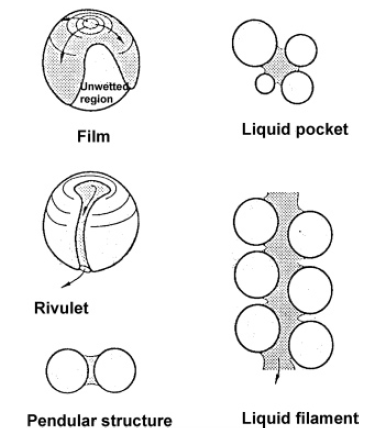 Unwetted
region
Film
Liquid pocket
Rivulet
Pendular structure
Liquid filament